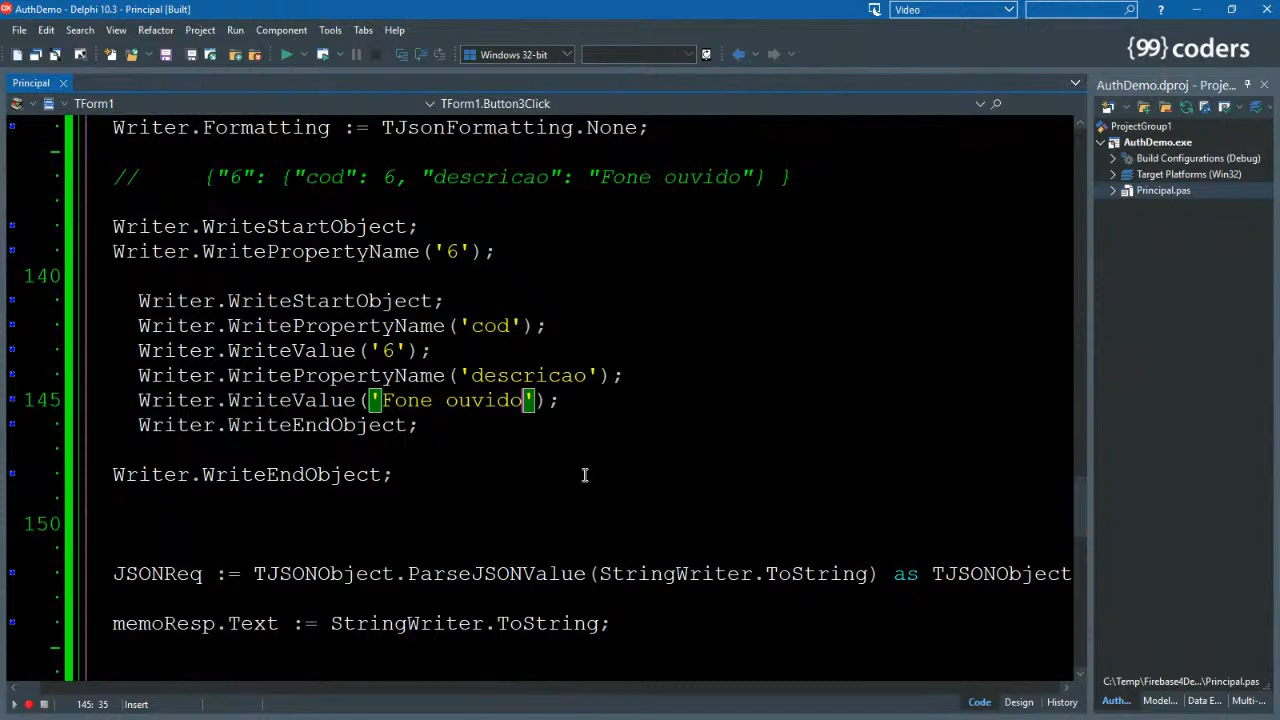 AuthDemo - Delphi 10.3 - Principal [Built]
Video
File Edit Search View Refactor Project Run Component Tools Tabs Help
Windows 32-bit
{99}coders
Principal
AuthDemo.dproj - Proje...
TForm1
TForm1.Button3Click
ProjectGroup1
AuthDemo.exe
Build Configurations (Debug)
Target Platforms (Win32)
Principal.pas
Writer.Formatting := TJsonFormatting.None;
// {"6": {"cod": 6, "descricao": "Fone ouvido"} }
Writer.WriteStartObject;
Writer.WritePropertyName('6');
140
Writer.WriteStartObject;
Writer.WritePropertyName('cod');
Writer.WriteValue('6');
Writer.WritePropertyName('descricao');
145 Writer.WriteValue('Fone ouvido');
Writer.WriteEndObject;
Writer.WriteEndObject;
150
JSONReq := TJSONObject.ParseJSONValue(StringWriter.ToString) as TJSONObject
memoResp.Text := StringWriter.ToString;
C:\Temp\Firebase4De...\Principal.pas
145: 35 Insert
Code Design History
Auth... Model... Data E... Multi-...